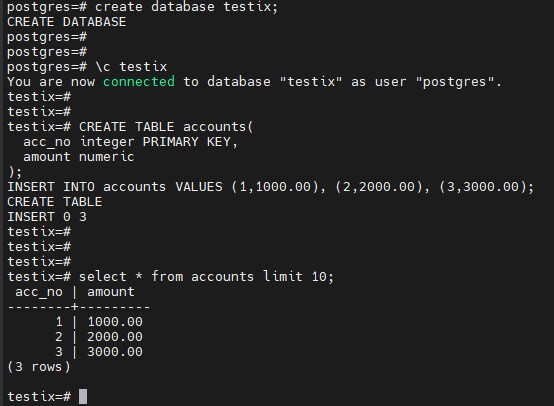 postgres=# create database testix;
CREATE DATABASE
postgres=#
postgres=#
postgres=# \c testix
You are now connected to database "testix" as user "postgres".
testix=#
testix=#
testix=# CREATE TABLE accounts(
  acc_no integer PRIMARY KEY,
  amount numeric
);
INSERT INTO accounts VALUES (1,1000.00), (2,2000.00), (3,3000.00);
CREATE TABLE
INSERT 0 3
testix=#
testix=#
testix=#
testix=# select * from accounts limit 10;
 acc_no | amount
--------+---------
      1 | 1000.00
      2 | 2000.00
      3 | 3000.00
(3 rows)

testix=#